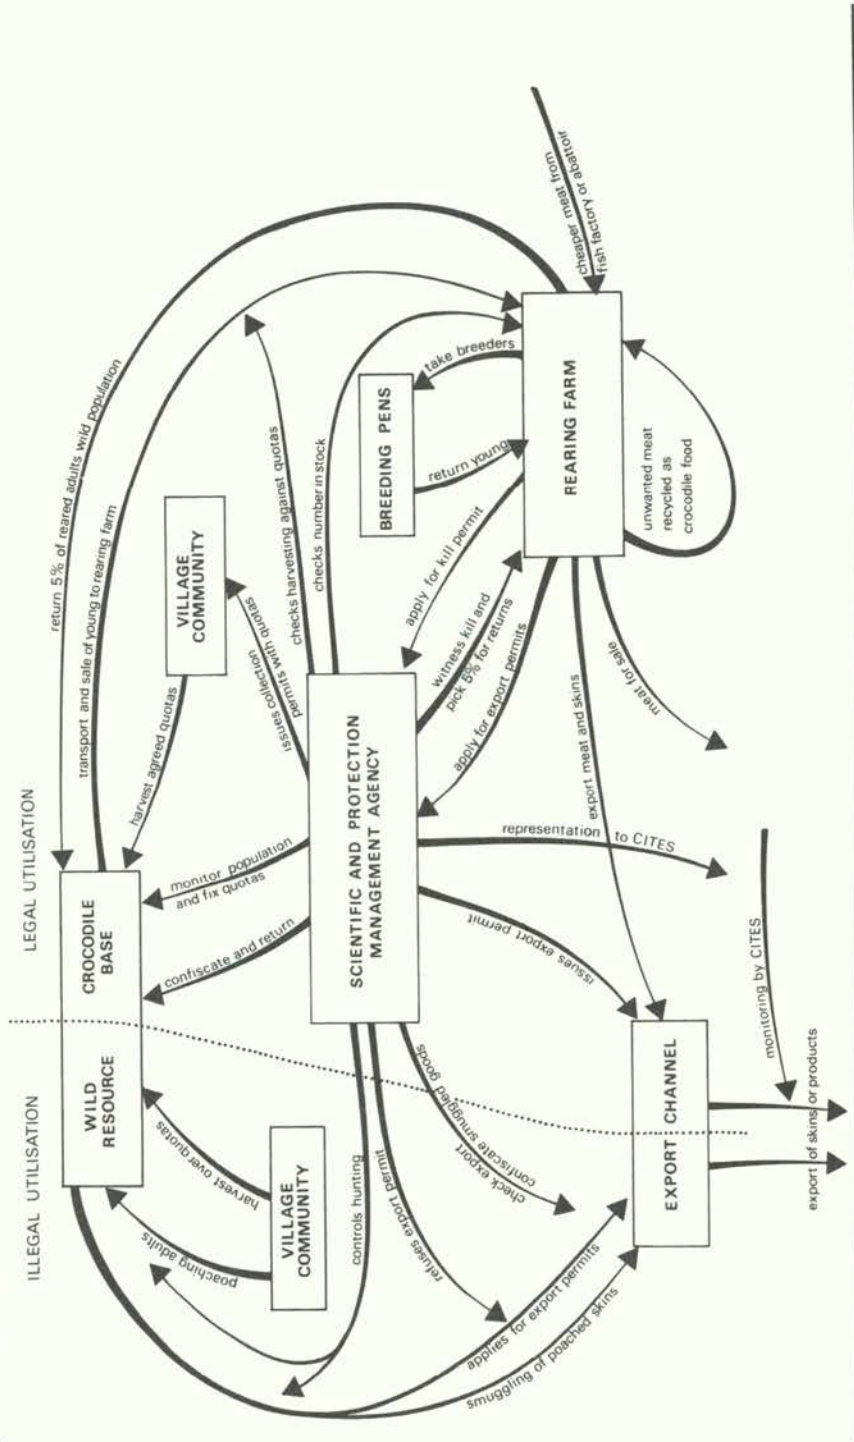 ILLEGAL UTILISATION
LEGAL UTILISATION
WILD
RESOURCE
CROCODILE
BASE
return 5% of reared adults wild population
transport and sale of young to rearing farm
harvest agreed quotas
VILLAGE
COMMUNITY
issues collection
permits with quotas
checks harvesting against quotas
checks number in stock
monitor population
and fix quotas
confiscate and return
poaching adults
harvest over quotas
VILLAGE
COMMUNITY
controls hunting
refuses export permit
check export
confiscate smuggled goods
SCIENTIFIC AND PROTECTION
MANAGEMENT AGENCY
BREEDING PENS
take breeders
return young
apply for kill permit
witness kill and
pick 5% for returns
apply for export permits
REARING FARM
cheaper meat from
fish factory or abattoir
unwanted meat
recycled as
crocodile food
meat for sale
export meat and skins
representation to CITES
issues export permit
applies for export permits
smuggling of poached skins
EXPORT CHANNEL
monitoring by CITES
export of skins or products